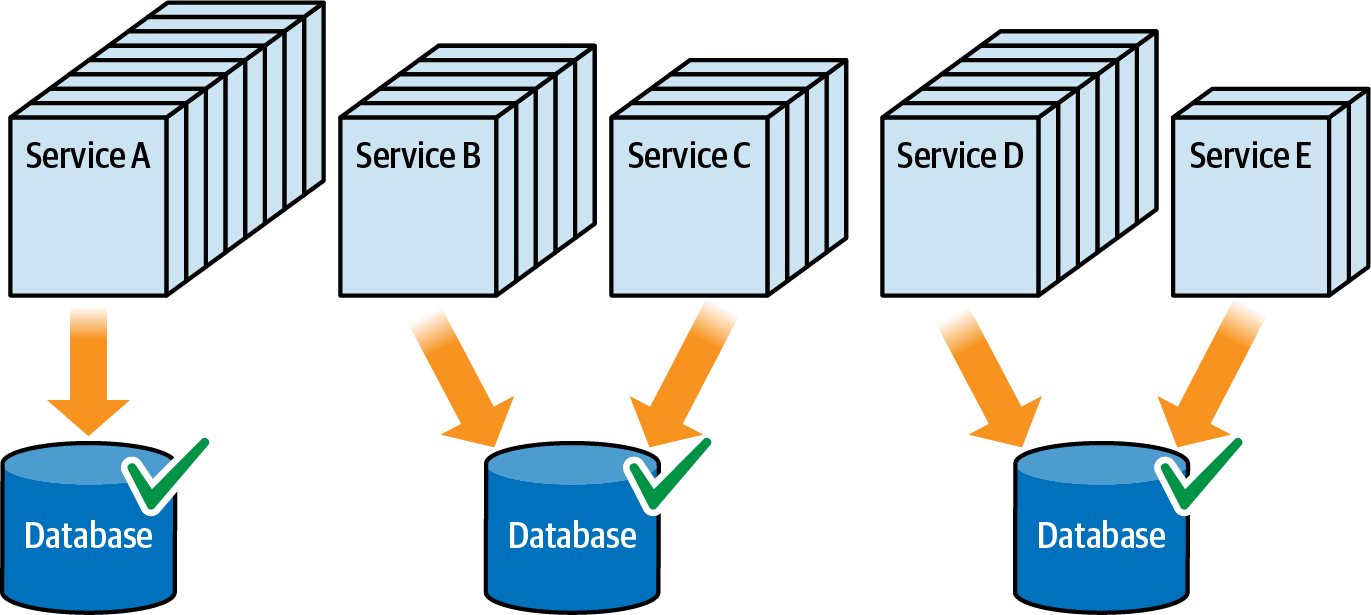 Service A
Service B
Service C
Service D
Service E
Database
Database
Database